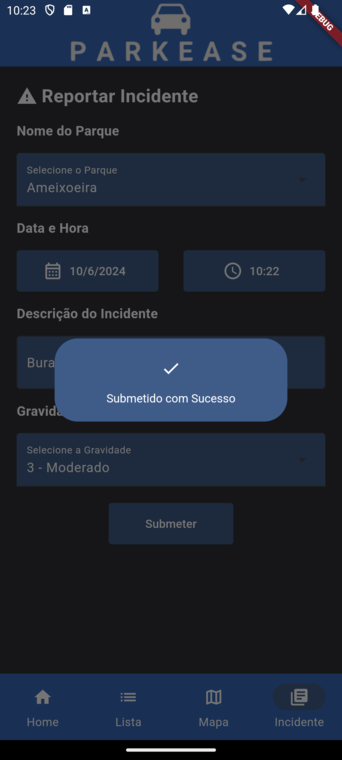 10:23
DEBUG
PARKEASE
Reportar Incidente
Nome do Parque
Selecione o Parque
Ameixoeira
Data e Hora
10/6/2024
10:22
Descrição do Incidente
Bura
Submetido com Sucesso
Gravid
Selecione a Gravidade
3 - Moderado
Submeter
Home
Lista
Mapa
Incidente